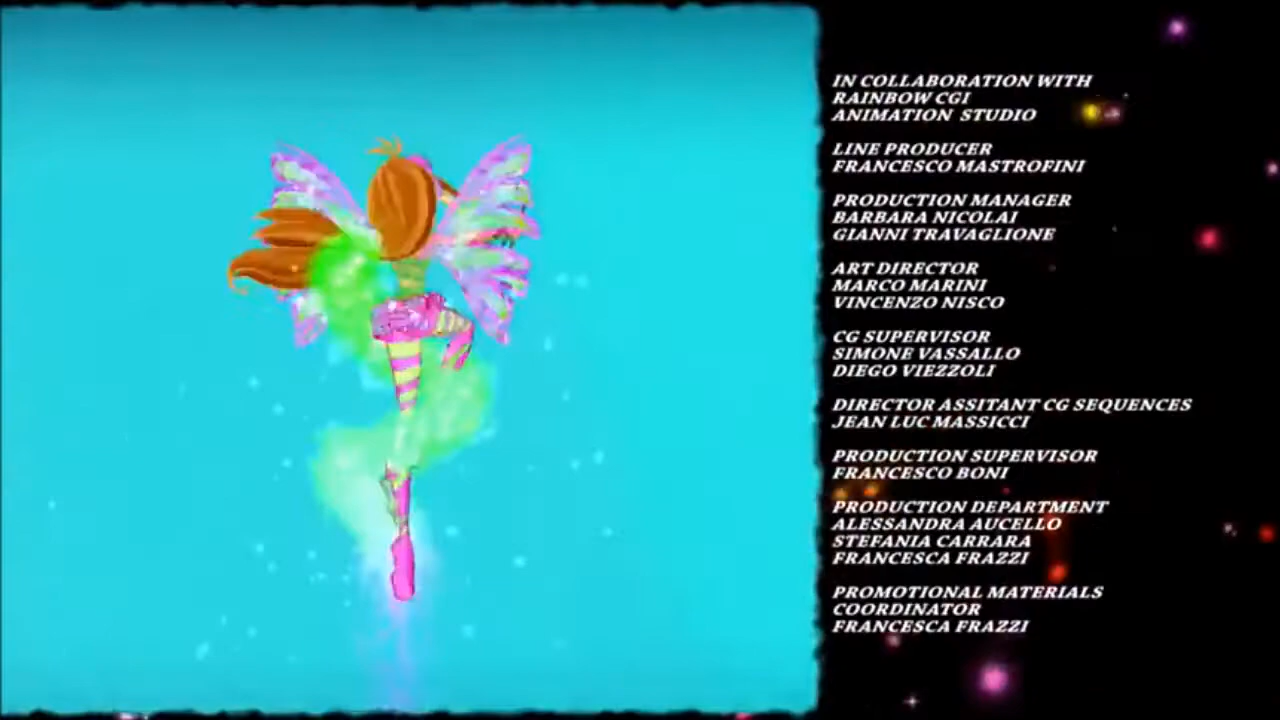 IN COLLABORATION WITH
RAINBOW CGI
ANIMATION STUDIO
LINE PRODUCER
FRANCESCO MASTROFINI
PRODUCTION MANAGER
BARBARA NICOLAI
GIANNI TRAVAGLIONE
ART DIRECTOR
MARCO MARINI
VINCENZO NISCO
CG SUPERVISOR
SIMONE VASSALLO
DIEGO VIEZZOLI
DIRECTOR ASSITANT CG SEQUENCES
JEAN LUC MASSICCI
PRODUCTION SUPERVISOR
FRANCESCO BONI
PRODUCTION DEPARTMENT
ALESSANDRA AUCELLO
STEFANIA CARRARA
FRANCESCA FRAZZI
PROMOTIONAL MATERIALS
COORDINATOR
FRANCESCA FRAZZI